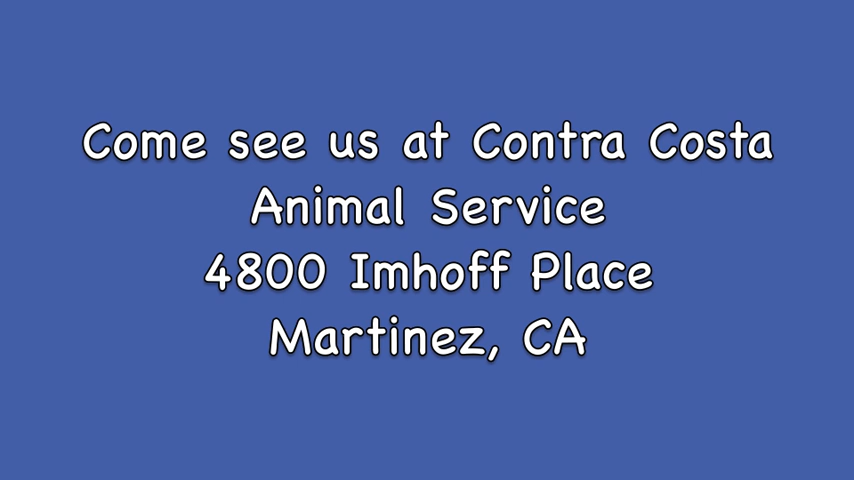 Come see us at Contra Costa
Animal Service
4800 Imhoff Place
Martinez, CA